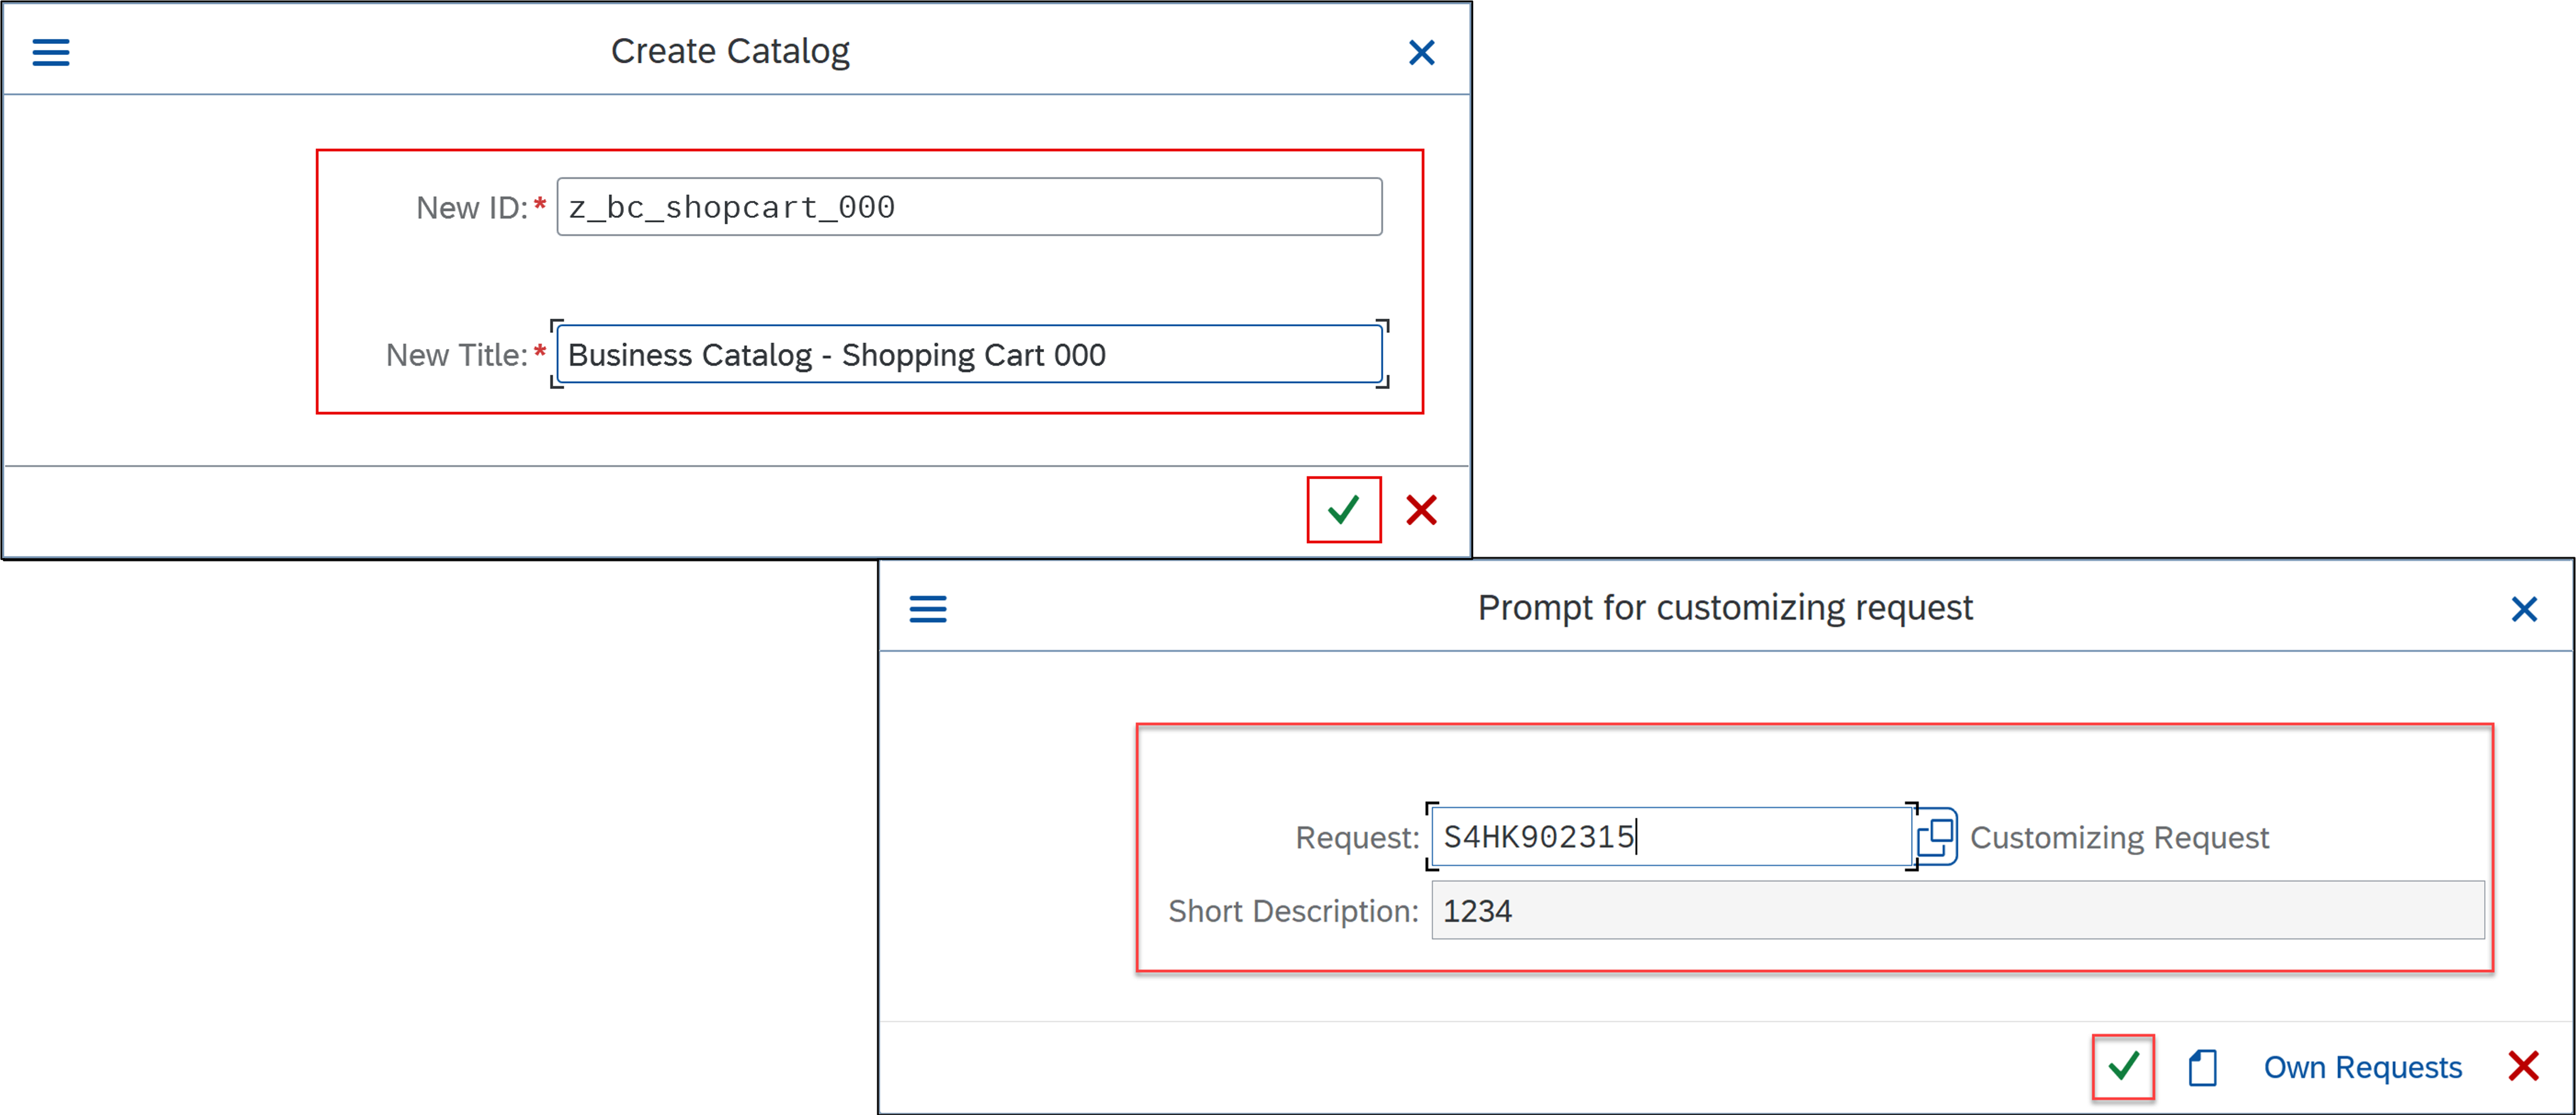 Create Catalog
New ID:* z_bc_shopcart_000
New Title:* Business Catalog - Shopping Cart 000
Prompt for customizing request
Request: S4HK902315 Customizing Request
Short Description: 1234
Own Requests